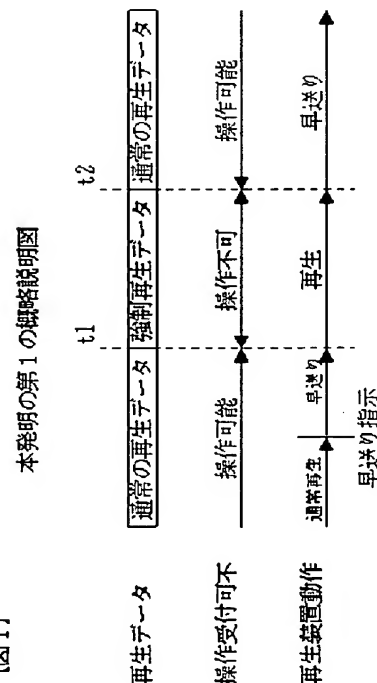 【図1】
本発明の第1の概略説明図
t1 t2
再生データ 通常の再生データ 強制再生データ 通常の再生データ
操作受付可不 操作可能 操作不可 操作可能
再生装置動作 通常再生 早送り 再生 早送り
早送り指示